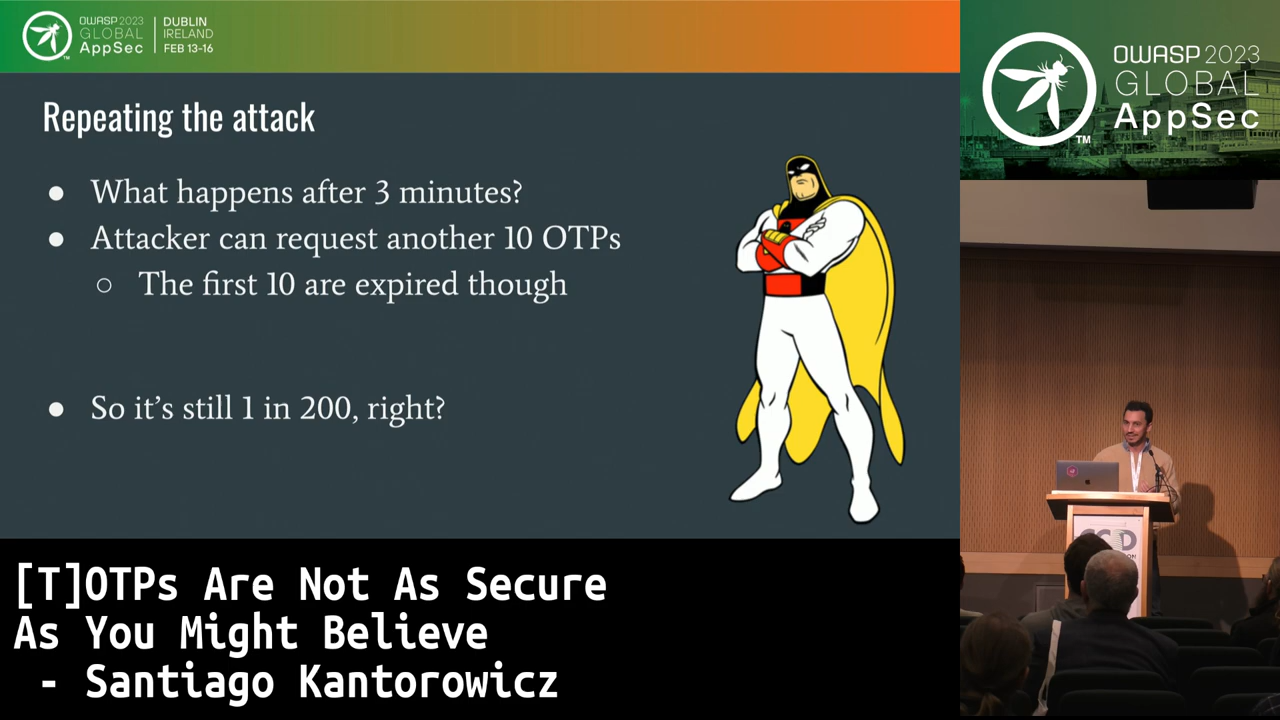 OWASP 2023
GLOBAL
AppSec
TM
DUBLIN
IRELAND
FEB 13-16
Repeating the attack
● What happens after 3 minutes?
● Attacker can request another 10 OTPs
○ The first 10 are expired though
● So it's still 1 in 200, right?
OWASP 2023
GLOBAL
AppSec
TM
[T]OTPs Are Not As Secure
As You Might Believe
- Santiago Kantorowicz